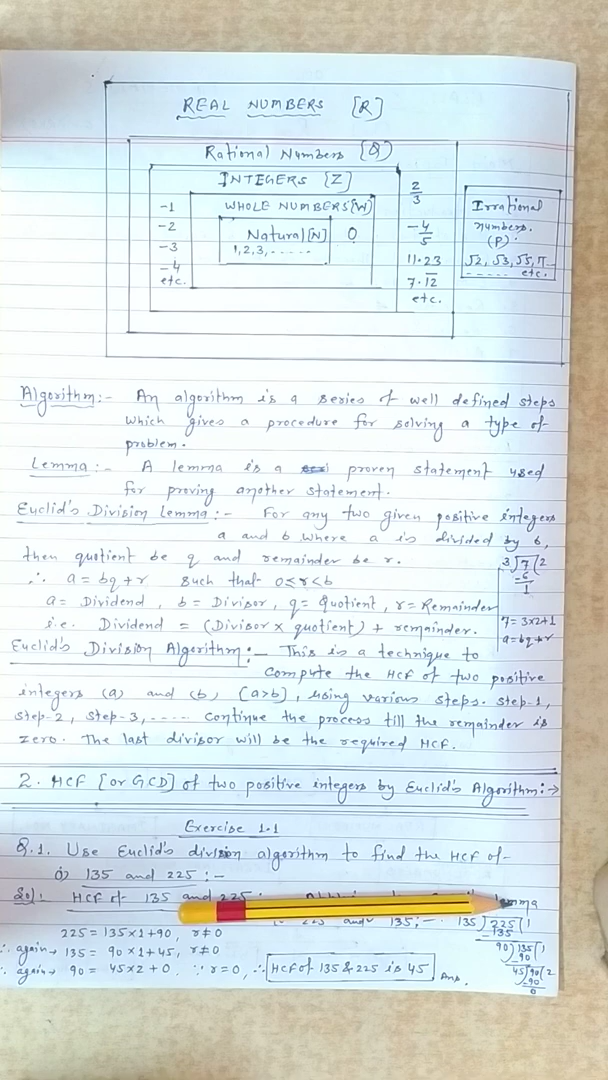 REAL NUMBERS [R]
Rational Numbers [Q]
INTEGERS [Z]
WHOLE NUMBERS [W]
Natural [N]
1, 2, 3, .....
0
-1
-2
-3
-4
etc.
2/3
-4/5
11.23
7.1̅2̅
etc.
Irrational
numbers.
(P).
√2, √3, √5, π
..... etc.
Algorithm:- An algorithm is a series of well defined steps
which gives a procedure for solving a type of
problem.
Lemma:- A lemma is a proven statement used
for proving another statement.
Euclid's Division Lemma:- For any two given positive integers
a and b where a is divided by b,
then quotient be q and remainder be r.
∴ a = bq + r such that 0≤r<b
a = Dividend, b = Divisor, q = Quotient, r = Remainder
i.e. Dividend = (Divisor x quotient) + remainder.
3)7(2
-6
1
7 = 3x2+1
a = bq+r
Euclid's Division Algorithm:- This is a technique to
compute the HCF of two positive
integers (a) and (b), [a>b], using various steps. step-1,
step-2, step-3, ..... continue the process till the remainder is
zero. The last divisor will be the required HCF.
2. HCF [or GCD] of two positive integers by Euclid's Algorithm:→
Exercise 1.1
Q.1. Use Euclid's division algorithm to find the HCF of-
i) 135 and 225:-
Sol: HCF of 135 and 225:
135;-
225 = 135x1+90, r≠0
∴ again→ 135 = 90x1+45, r≠0
∴ again→ 90 = 45x2+0, ∵ r=0, ∴ HCF of 135 & 225 is 45 Ans.
135)225(1
-135
90)135(1
-90
45)90(2
-90
0